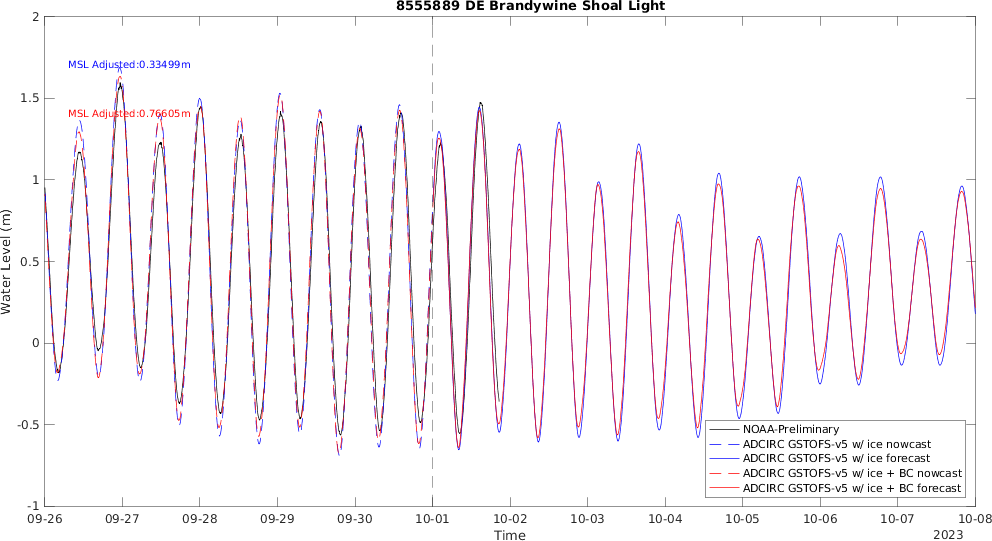 8555889 DE Brandywine Shoal Light
2
1.5
1
0.5
0
-0.5
-1
Water Level (m)
MSL Adjusted:0.33499m
MSL Adjusted:0.76605m
NOAA-Preliminary
ADCIRC GSTOFS-v5 w/ ice nowcast
ADCIRC GSTOFS-v5 w/ ice forecast
ADCIRC GSTOFS-v5 w/ ice + BC nowcast
ADCIRC GSTOFS-v5 w/ ice + BC forecast
09-26 09-27 09-28 09-29 09-30 10-01 10-02 10-03 10-04 10-05 10-06 10-07 10-08
Time
2023